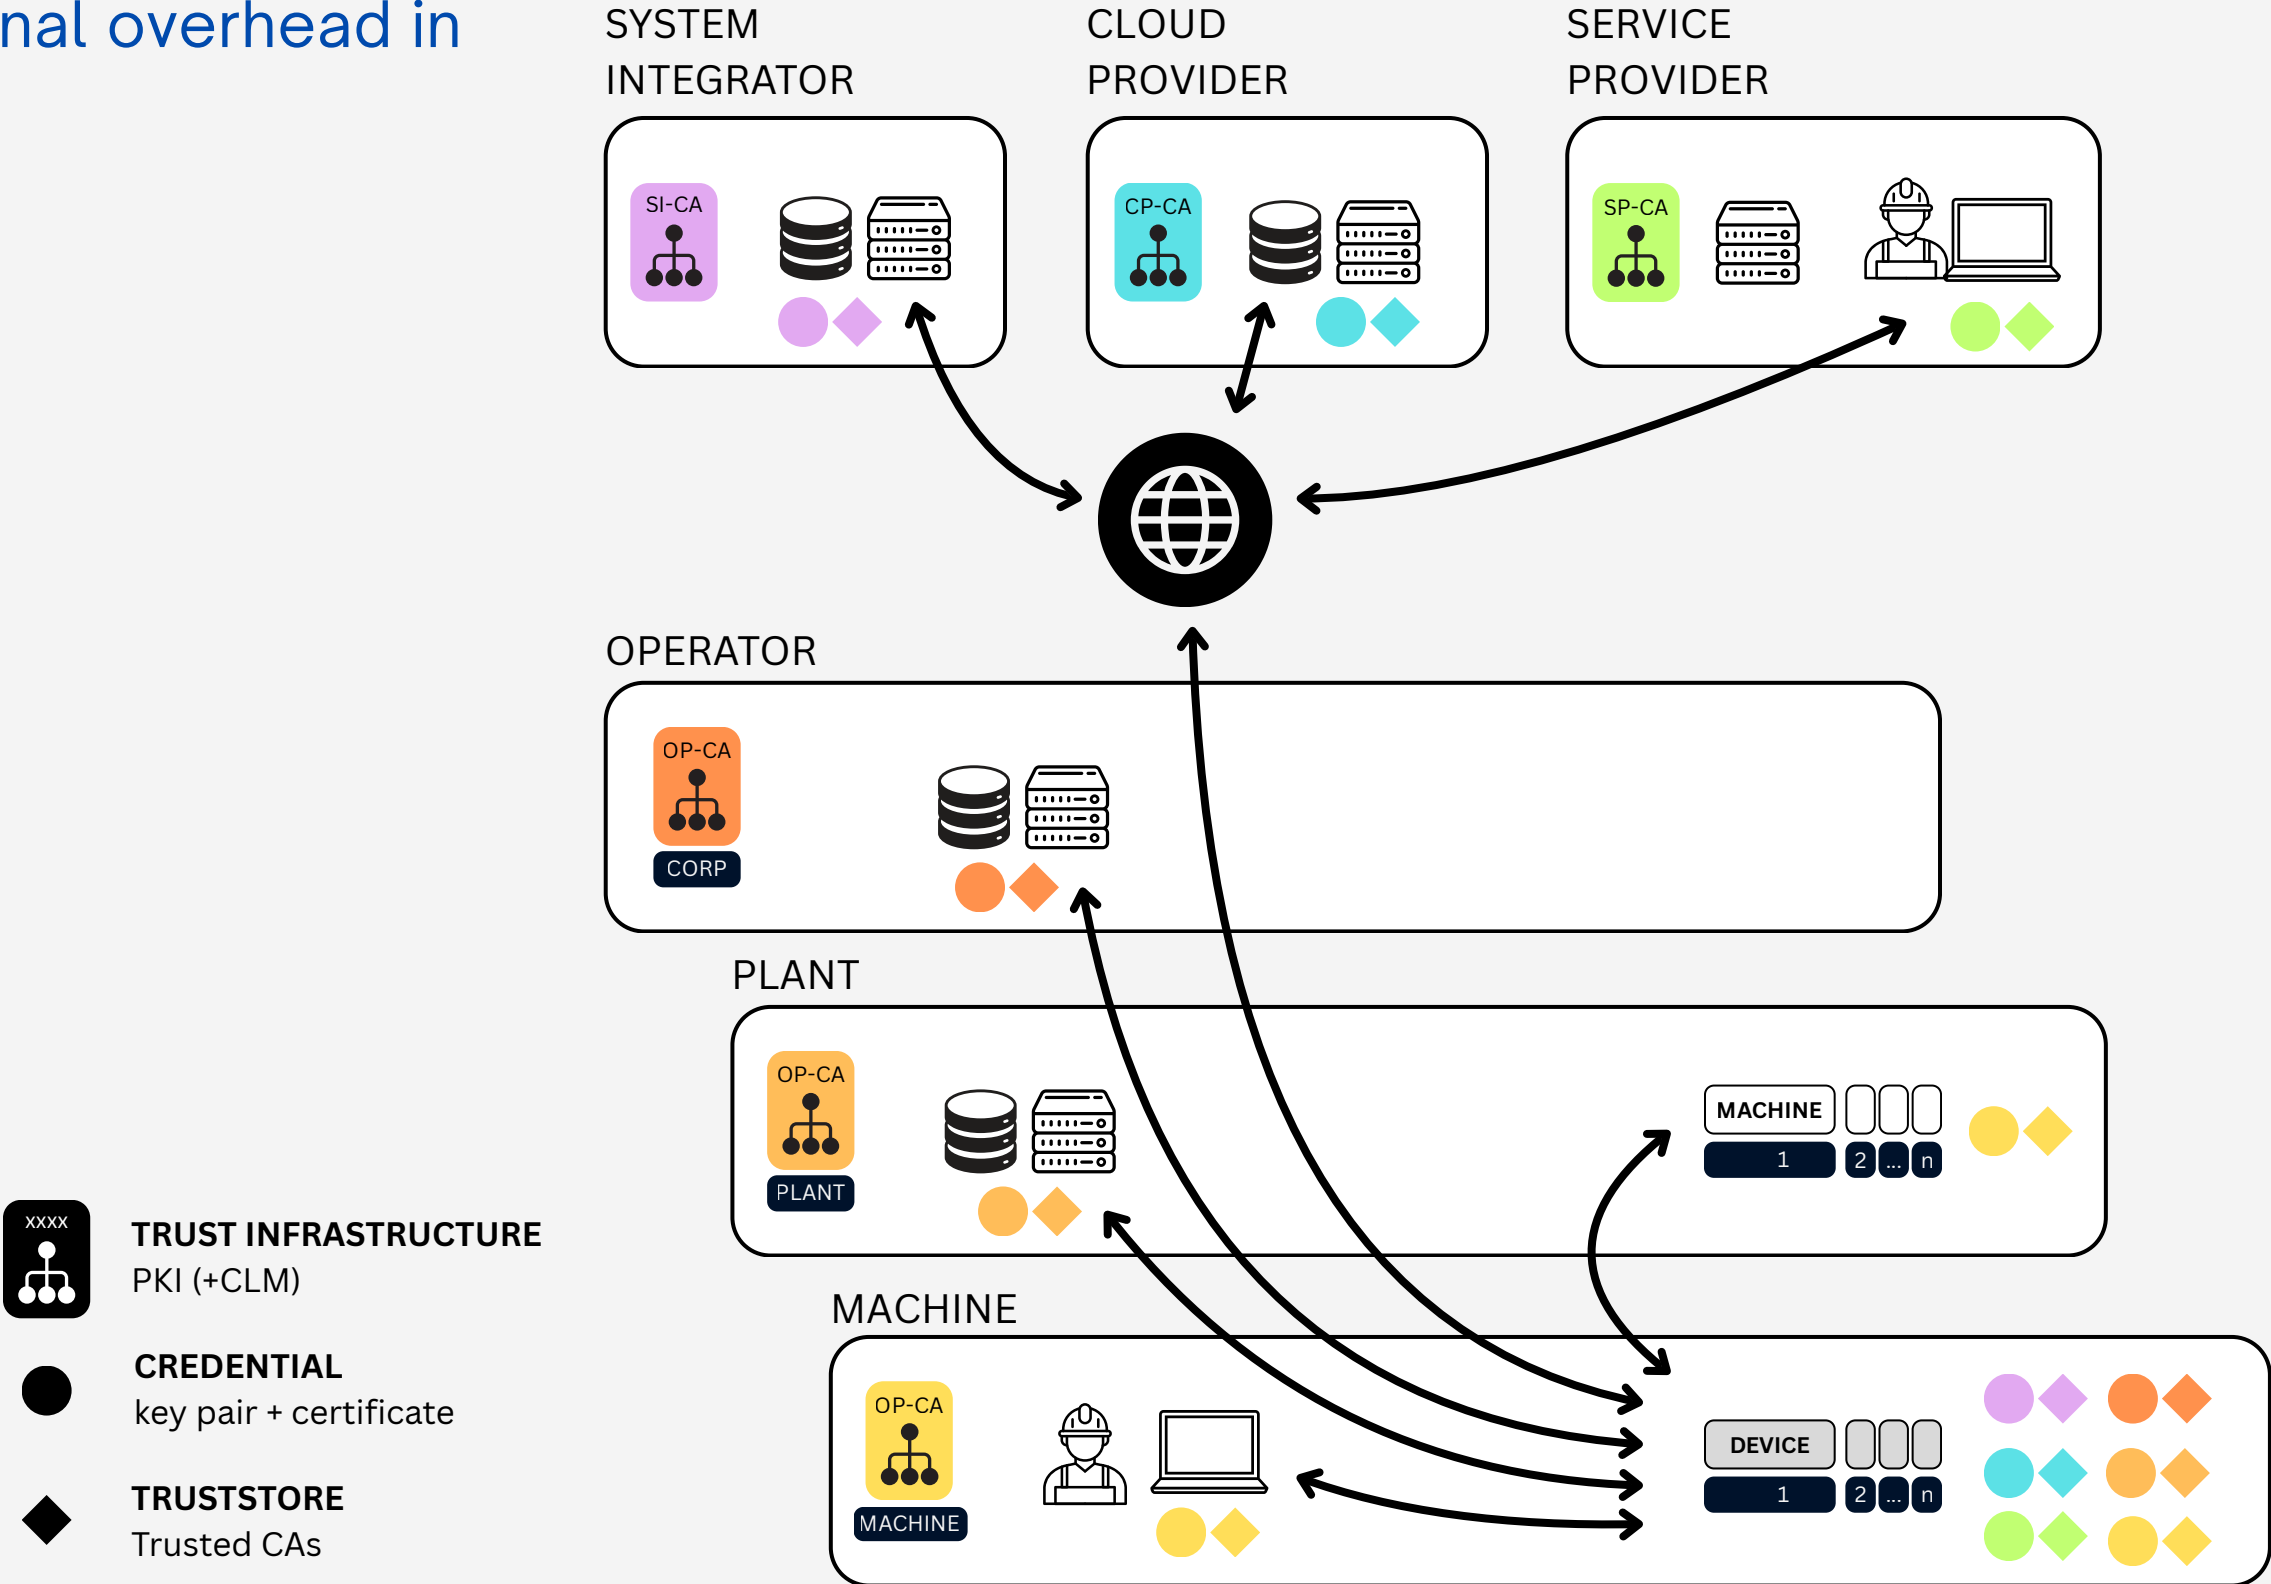 nal overhead in
SYSTEM
INTEGRATOR
CLOUD
PROVIDER
SERVICE
PROVIDER
SI-CA
CP-CA
SP-CA
OPERATOR
OP-CA
CORP
PLANT
OP-CA
PLANT
MACHINE
1 2 ... n
MACHINE
OP-CA
MACHINE
DEVICE
1 2 ... n
XXXX
TRUST INFRASTRUCTURE
PKI (+CLM)
CREDENTIAL
key pair + certificate
TRUSTSTORE
Trusted CAs